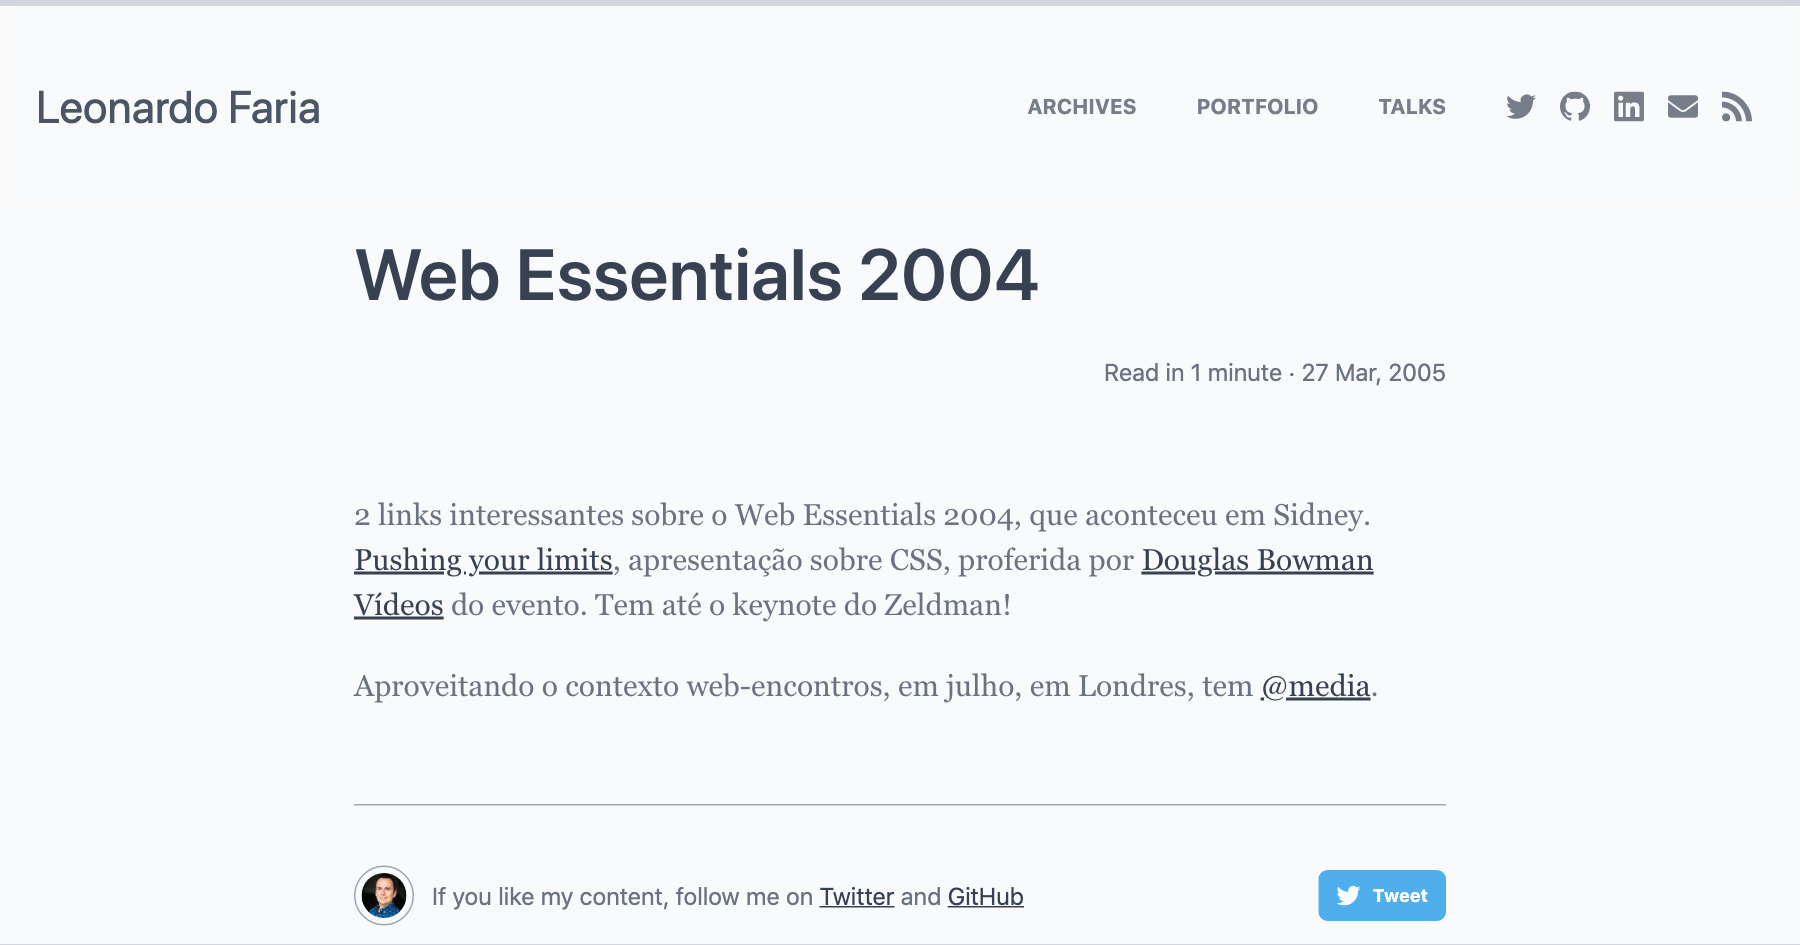 Leonardo Faria
ARCHIVES PORTFOLIO TALKS
Web Essentials 2004
Read in 1 minute · 27 Mar, 2005
2 links interessantes sobre o Web Essentials 2004, que aconteceu em Sidney.
Pushing your limits, apresentação sobre CSS, proferida por Douglas Bowman
Vídeos do evento. Tem até o keynote do Zeldman!
Aproveitando o contexto web-encontros, em julho, em Londres, tem @media.
If you like my content, follow me on Twitter and GitHub
Tweet